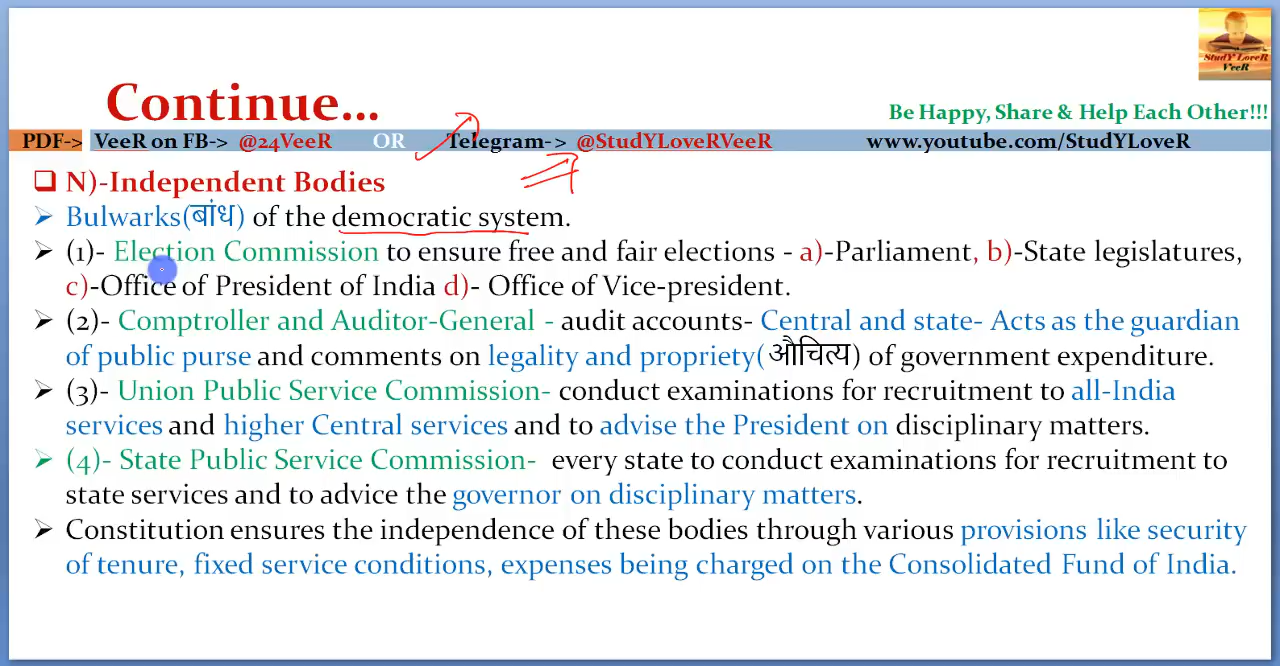 StudY LoveR
VeeR
Continue...
Be Happy, Share & Help Each Other!!!
PDF-> VeeR on FB-> @24VeeR OR Telegram-> @StudYLoveRVeeR www.youtube.com/StudYLoveR
N)-Independent Bodies
Bulwarks(बांध) of the democratic system.
(1)- Election Commission to ensure free and fair elections - a)-Parliament, b)-State legislatures,
c)-Office of President of India d)- Office of Vice-president.
(2)- Comptroller and Auditor-General - audit accounts- Central and state- Acts as the guardian
of public purse and comments on legality and propriety(औचित्य) of government expenditure.
(3)- Union Public Service Commission- conduct examinations for recruitment to all-India
services and higher Central services and to advise the President on disciplinary matters.
(4)- State Public Service Commission- every state to conduct examinations for recruitment to
state services and to advice the governor on disciplinary matters.
Constitution ensures the independence of these bodies through various provisions like security
of tenure, fixed service conditions, expenses being charged on the Consolidated Fund of India.